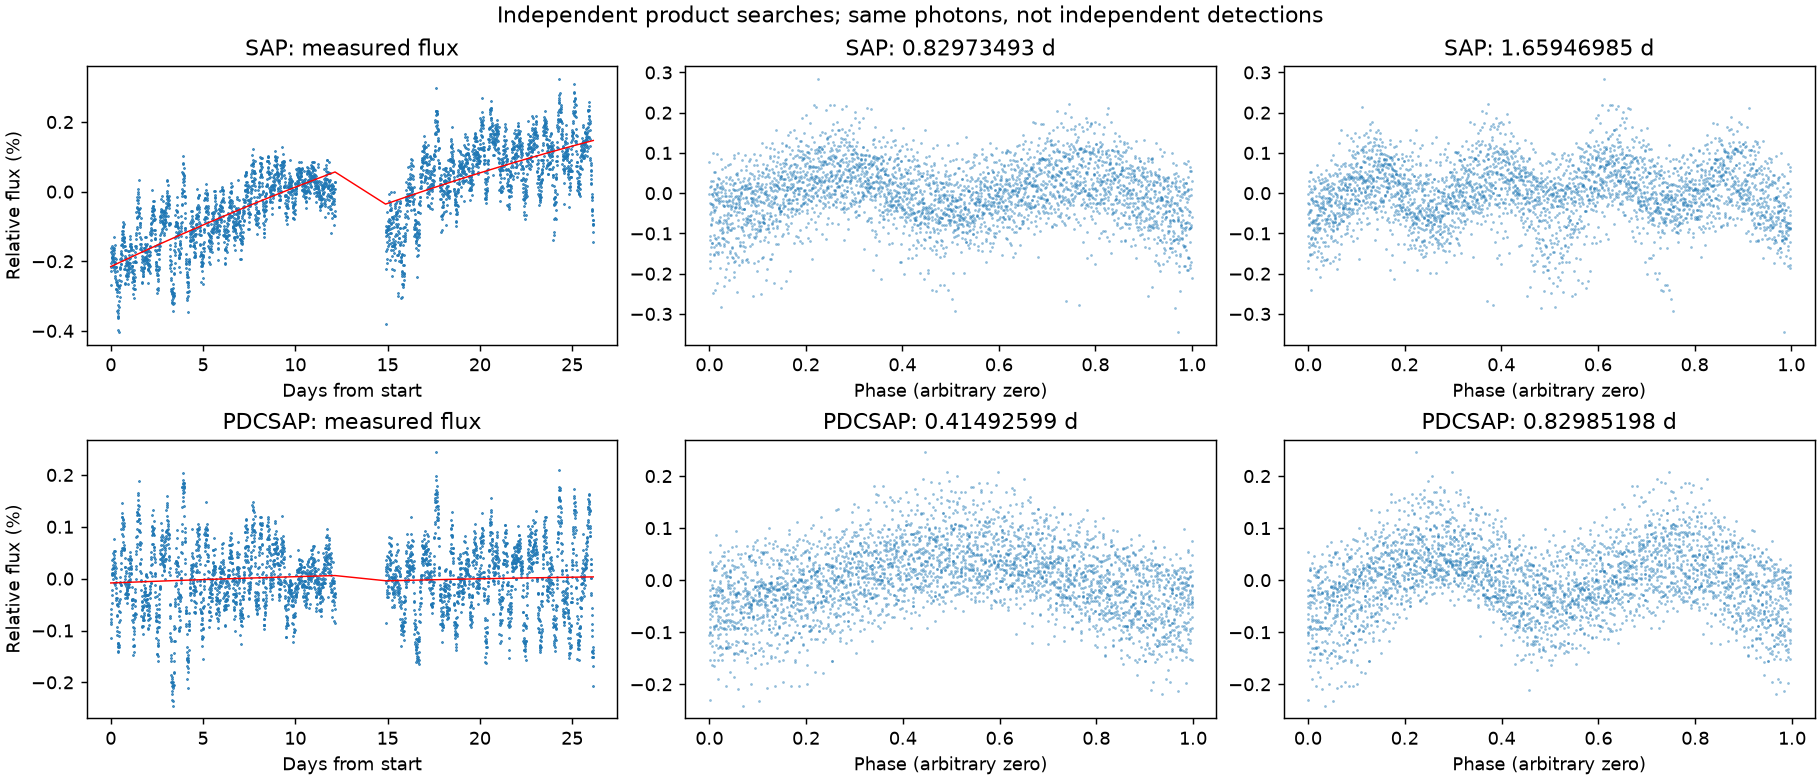 Independent product searches; same photons, not independent detections
SAP: measured flux
Relative flux (%)
0.2
0.0
−0.2
−0.4
0 5 10 15 20 25
Days from start
SAP: 0.82973493 d
0.3
0.2
0.1
0.0
−0.1
−0.2
−0.3
0.0 0.2 0.4 0.6 0.8 1.0
Phase (arbitrary zero)
SAP: 1.65946985 d
0.3
0.2
0.1
0.0
−0.1
−0.2
−0.3
0.0 0.2 0.4 0.6 0.8 1.0
Phase (arbitrary zero)
PDCSAP: measured flux
Relative flux (%)
0.2
0.1
0.0
−0.1
−0.2
0 5 10 15 20 25
Days from start
PDCSAP: 0.41492599 d
0.2
0.1
0.0
−0.1
−0.2
0.0 0.2 0.4 0.6 0.8 1.0
Phase (arbitrary zero)
PDCSAP: 0.82985198 d
0.2
0.1
0.0
−0.1
−0.2
0.0 0.2 0.4 0.6 0.8 1.0
Phase (arbitrary zero)